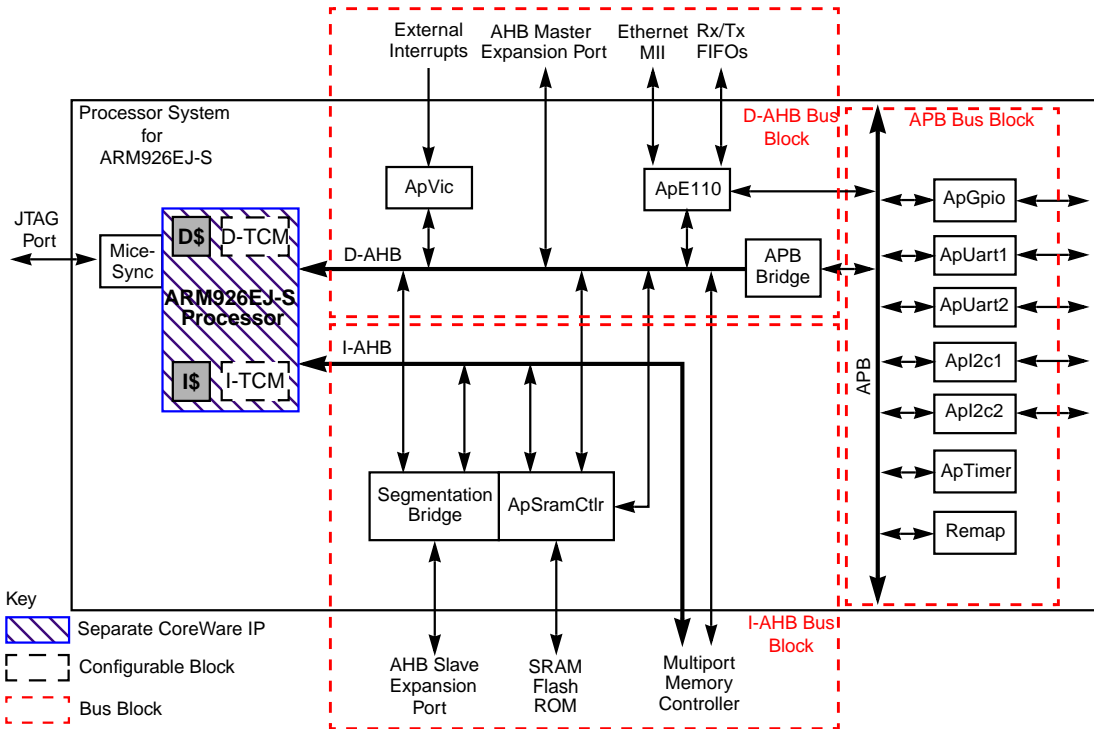 External
Interrupts
AHB Master
Expansion Port
Ethernet
MII
Rx/Tx
FIFOs
Processor System
for
ARM926EJ-S
D-AHB Bus
Block
APB Bus Block
ApVic
ApE110
ApGpio
JTAG
Port
Mice-
Sync
D$
D-TCM
D-AHB
APB
Bridge
ApUart1
ARM926EJ-S
Processor
ApUart2
I-AHB
I$
I-TCM
APB
ApI2c1
ApI2c2
Segmentation
Bridge
ApSramCtlr
ApTimer
Remap
Key
Separate CoreWare IP
Configurable Block
Bus Block
I-AHB Bus
Block
AHB Slave
Expansion
Port
SRAM
Flash
ROM
Multiport
Memory
Controller